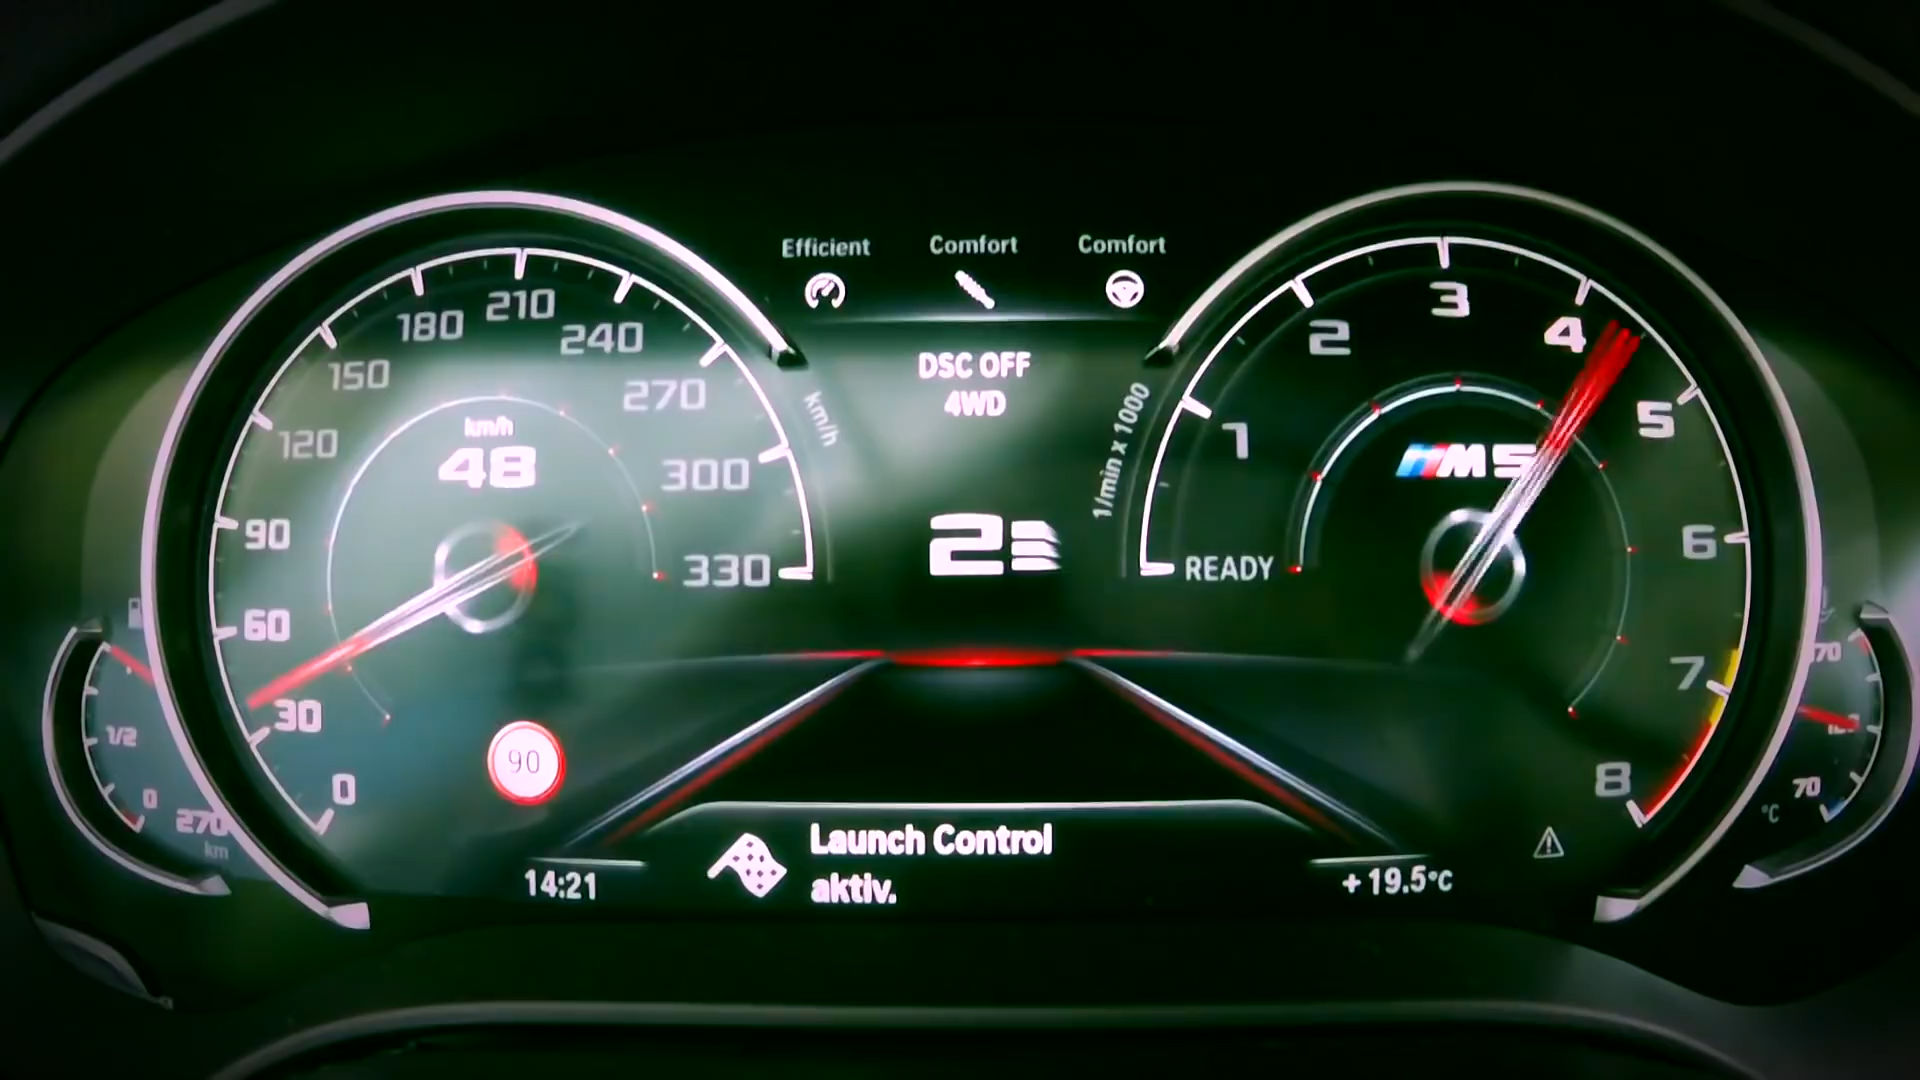 Efficient
Comfort
Comfort
DSC OFF
4WD
km/h
48
0
30
60
90
120
150
180
210
240
270
300
330
km/h
2
1/min x 1000
READY
1
2
3
4
5
6
7
8
M5
90
1/2
0
270
km
14:21
Launch Control
aktiv.
+19.5°C
70
°C